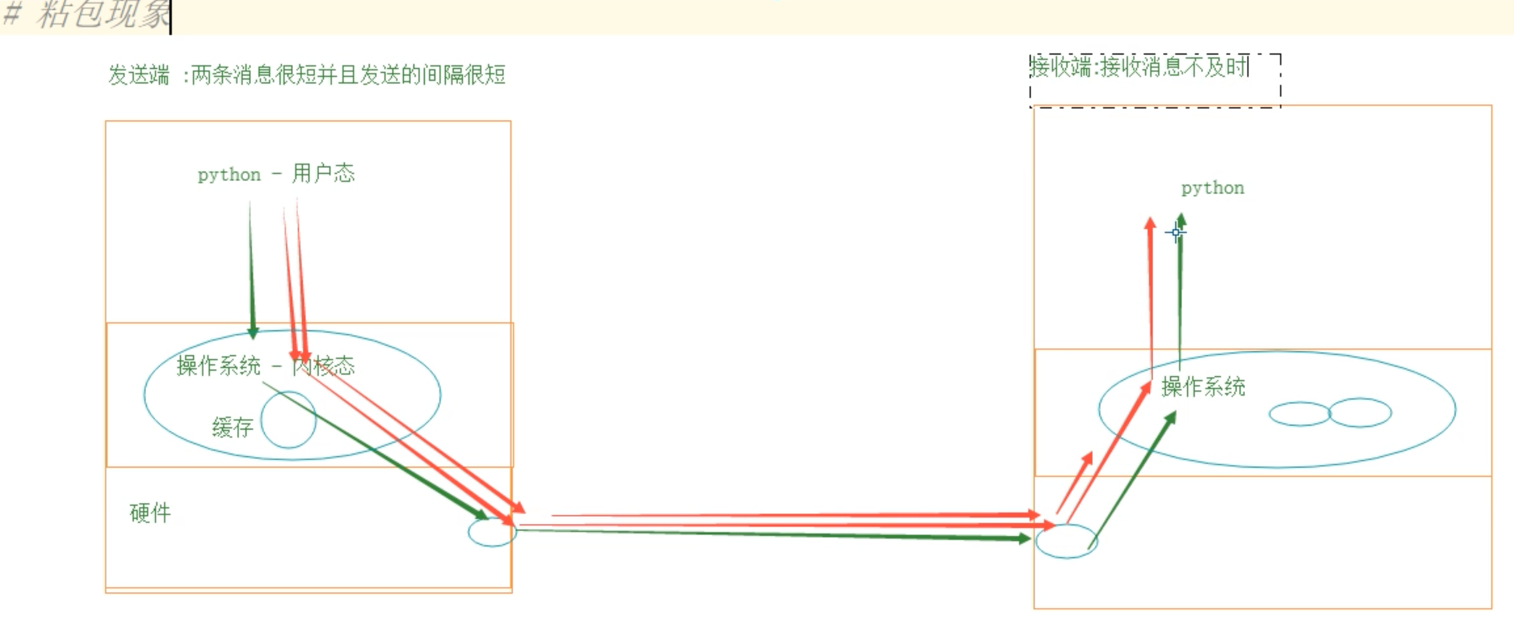 # 粘包现象
发送端 :两条消息很短并且发送的间隔很短
接收端:接收消息不及时
python - 用户态
python
操作系统 - 内核态
操作系统
缓存
硬件